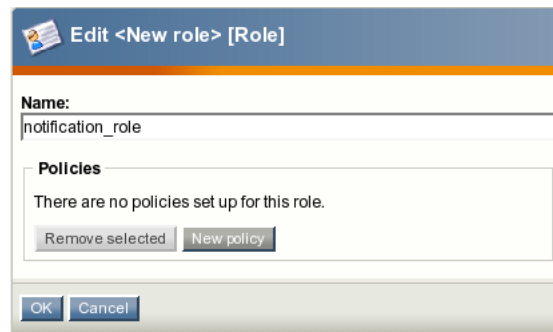 Edit <New role> [Role]
Name:
notification_role
Policies
There are no policies set up for this role.
Remove selected New policy
OK Cancel